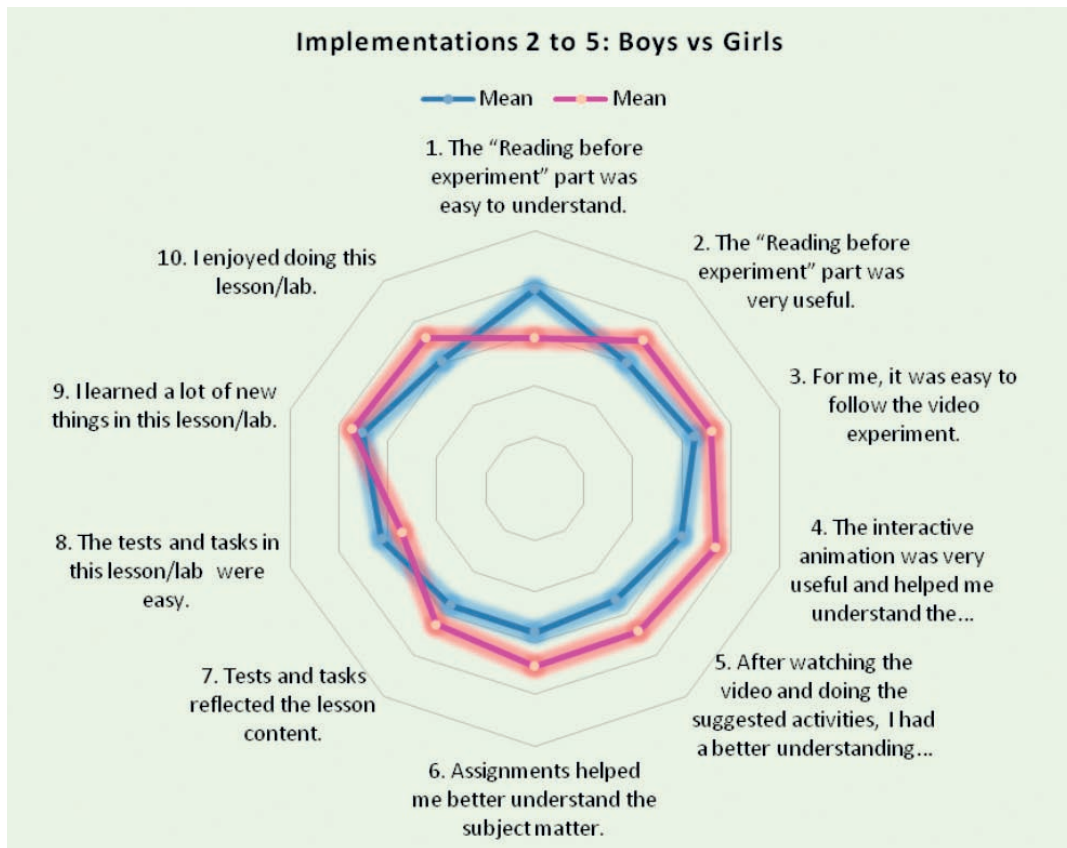 Implementations 2 to 5: Boys vs Girls
Mean Mean
1. The “Reading before
experiment” part was
easy to understand.
2. The “Reading before
experiment” part was
very useful.
3. For me, it was easy to
follow the video
experiment.
4. The interactive
animation was very
useful and helped me
understand the...
5. After watching the
video and doing the
suggested activities, I had
a better understanding...
6. Assignments helped
me better understand the
subject matter.
7. Tests and tasks
reflected the lesson
content.
8. The tests and tasks in
this lesson/lab were
easy.
9. I learned a lot of new
things in this lesson/lab.
10. I enjoyed doing this
lesson/lab.